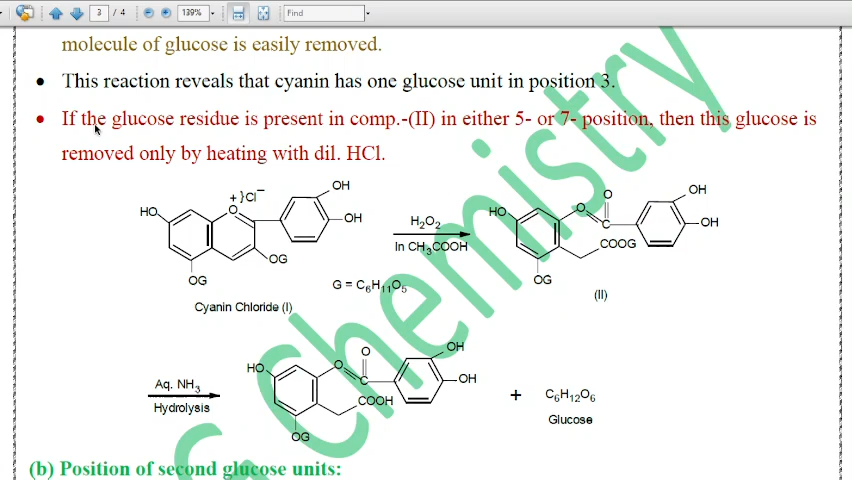 3 / 4 139% Find
molecule of glucose is easily removed.
• This reaction reveals that cyanin has one glucose unit in position 3.
• If the glucose residue is present in comp.-(II) in either 5- or 7- position, then this glucose is
removed only by heating with dil. HCl.
HO O + }Cl− OH OH OG OG
Cyanin Chloride (I)
G = C6H11O5
H2O2
In CH3COOH
HO O O C OH OH COOG OG
(II)
Aq. NH3
Hydrolysis
HO O O C OH OH COOH OG
+ C6H12O6
Glucose
(b) Position of second glucose units:
G Chemistry